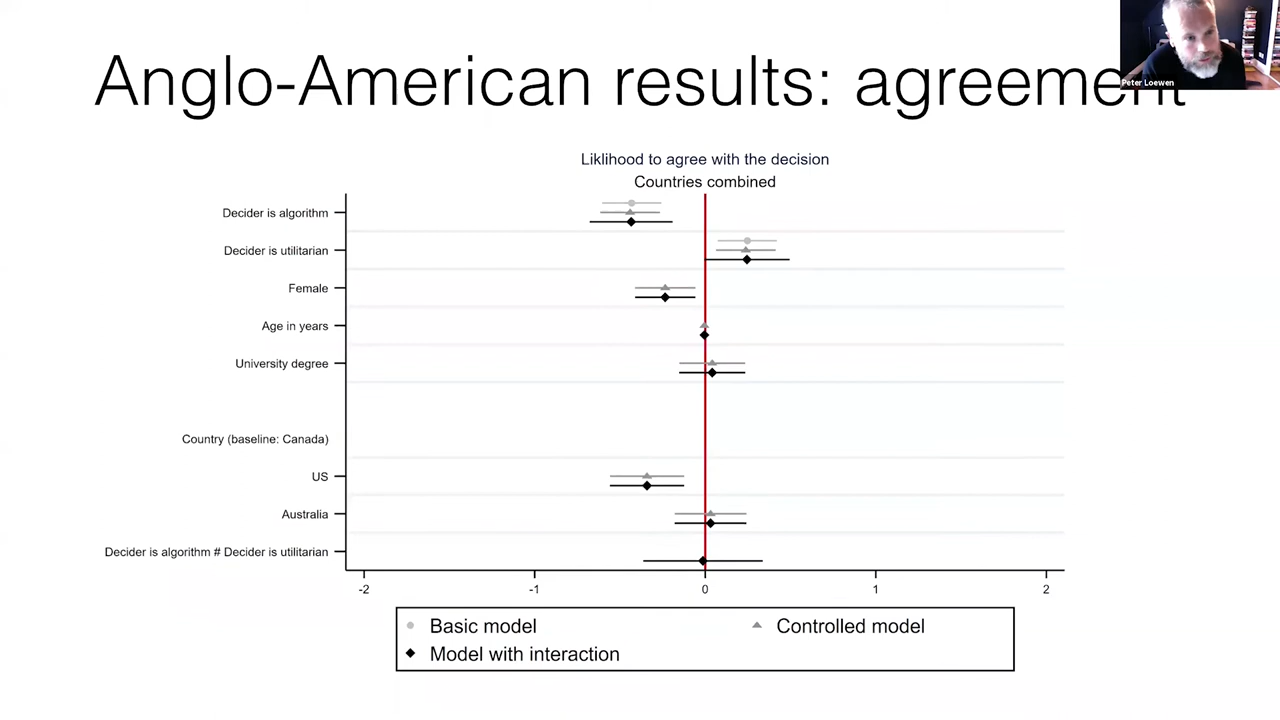 Anglo-American results: agreement
Peter Loewen
Liklihood to agree with the decision
Countries combined
Decider is algorithm
Decider is utilitarian
Female
Age in years
University degree
Country (baseline: Canada)
US
Australia
Decider is algorithm # Decider is utilitarian
-2 -1 0 1 2
Basic model
Controlled model
Model with interaction